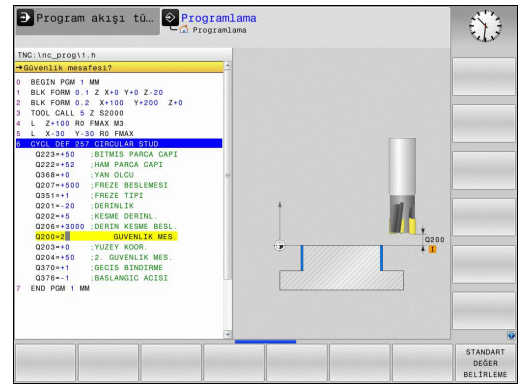 Program akışı tü...
Programlama
Programlama
TNC:\nc_prog\1.h
→Güvenlik mesafesi?
0 BEGIN PGM 1 MM
1 BLK FORM 0.1 Z X+0 Y+0 Z-20
2 BLK FORM 0.2 X+100 Y+200 Z+0
3 TOOL CALL 5 Z S2000
4 L Z+100 R0 FMAX M3
5 L X-30 Y-30 R0 FMAX
6 CYCL DEF 257 CIRCULAR STUD
Q223=+50 ;BITMIS PARCA CAPI
Q222=+52 ;HAM PARCA CAPI
Q368=+0 ;YAN OLCU
Q207=+500 ;FREZE BESLEMESI
Q351=+1 ;FREZE TIPI
Q201=-20 ;DERINLIK
Q202=+5 ;KESME DERINL.
Q206=+3000 ;DERIN KESME BESL.
Q200=2 GUVENLIK MES.
Q203=+0 ;YUZEY KOOR.
Q204=+50 ;2. GUVENLIK MES.
Q370=+1 ;GECIS BINDIRME
Q376=-1 ;BASLANGIC ACISI
7 END PGM 1 MM
Q200
I
STANDART
DEĞER
BELİRLEME